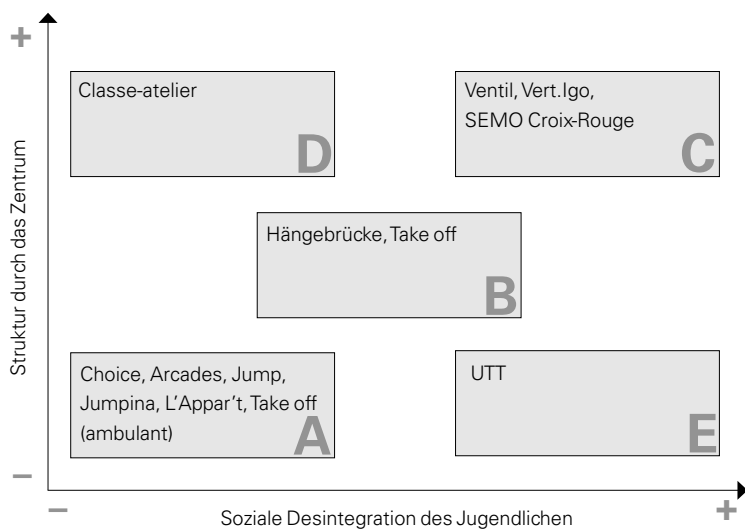 +
Struktur durch das Zentrum
Classe-atelier
D
Ventil, Vert.Igo,
SEMO Croix-Rouge
C
Hängebrücke, Take off
B
Choice, Arcades, Jump,
Jumpina, L'Appar't, Take off
(ambulant)
A
UTT
E
–
–
Soziale Desintegration des Jugendlichen
+